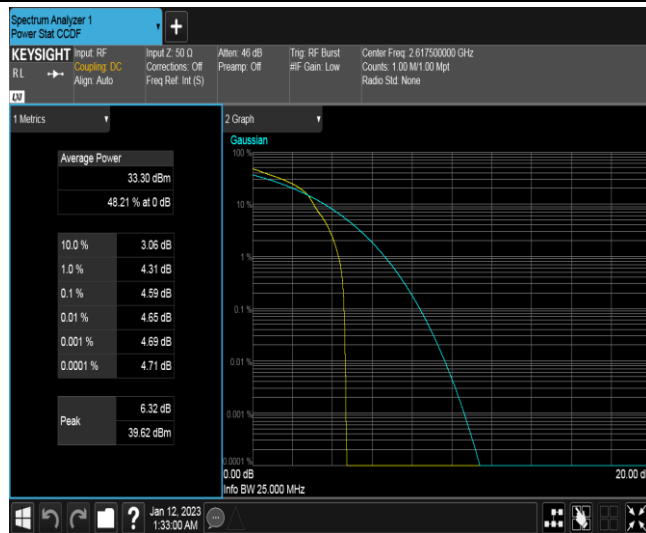 Spectrum Analyzer 1
Power Stat CCDF
+
KEYSIGHT
RL
Input: RF
Coupling: DC
Align: Auto
Input Z: 50 Ω
Corrections: Off
Freq Ref: Int (S)
Atten: 46 dB
Preamp: Off
Trig: RF Burst
#IF Gain: Low
Center Freq: 2.617500000 GHz
Counts: 1.00 M/1.00 Mpt
Radio Std: None
1 Metrics
Average Power
33.30 dBm
48.21 % at 0 dB
10.0 % 3.06 dB
1.0 % 4.31 dB
0.1 % 4.59 dB
0.01 % 4.65 dB
0.001 % 4.69 dB
0.0001 % 4.71 dB
Peak
6.32 dB
39.62 dBm
2 Graph
Gaussian
100 %
10 %
1 %
0.1 %
0.01 %
0.001 %
0.0001 %
0.00 dB 20.00 d
Info BW 25.000 MHz
?
Jan 12, 2023
1:33:00 AM